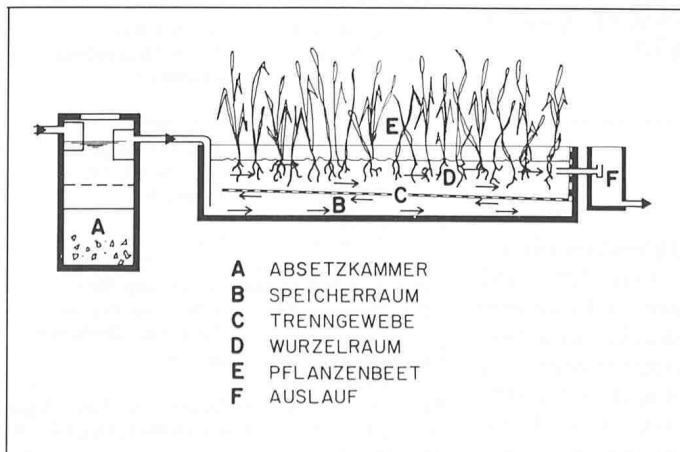 E
D
F
C
B
A
A ABSETZKAMMER
B SPEICHERRAUM
C TRENNGEWEBE
D WURZELRAUM
E PFLANZENBEET
F AUSLAUF